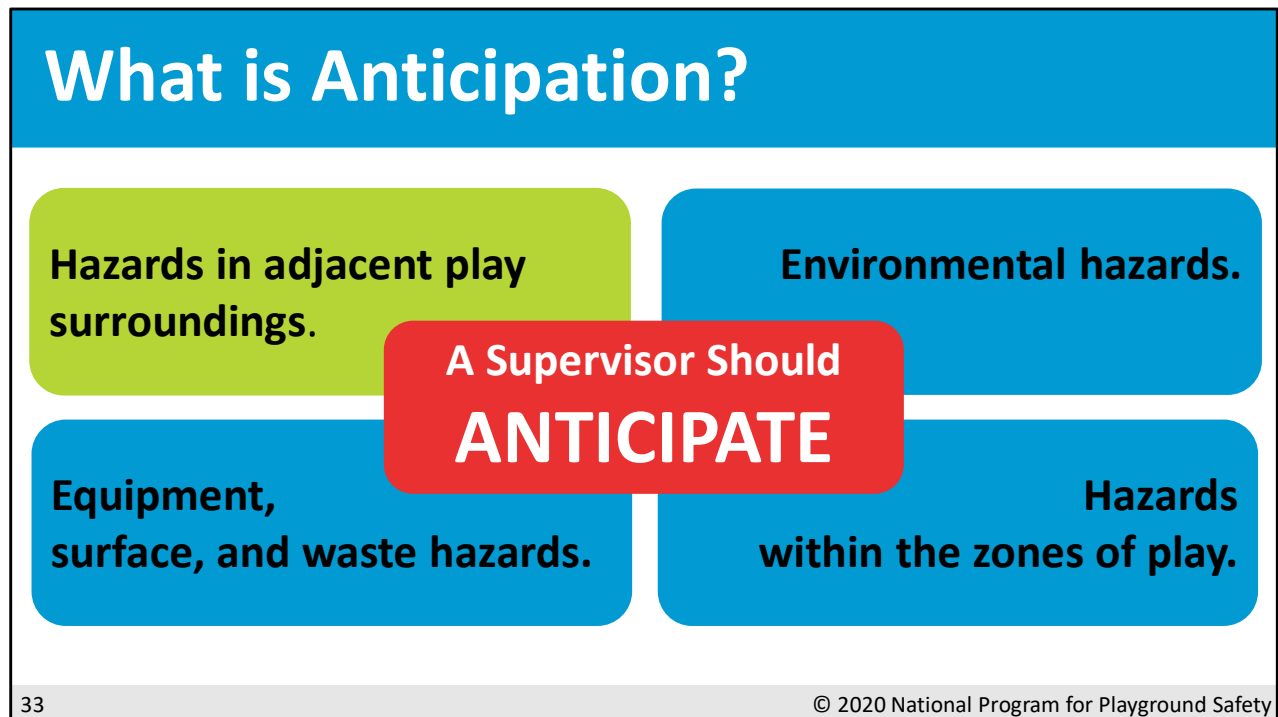 What is Anticipation?
Hazards in adjacent play
surroundings.
Environmental hazards.
A Supervisor Should
ANTICIPATE
Equipment,
surface, and waste hazards.
Hazards
within the zones of play.
33
© 2020 National Program for Playground Safety